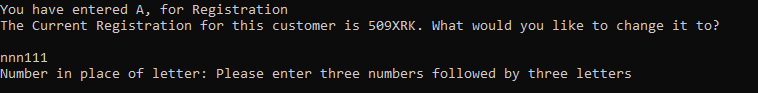 You have entered A, for Registration
The Current Registration for this customer is 509XRK. What would you like to change it to?
nnn111
Number in place of letter: Please enter three numbers followed by three letters